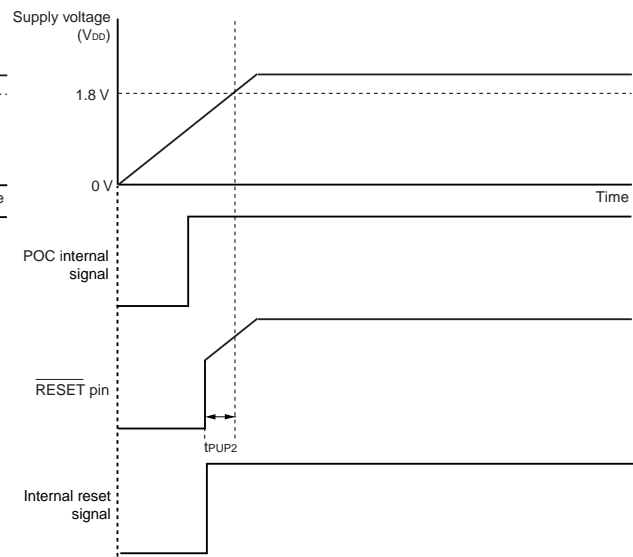 Supply voltage
(VDD)
1.8 V
0 V
e
Time
POC internal
signal
RESET pin
tPUP2
Internal reset
signal